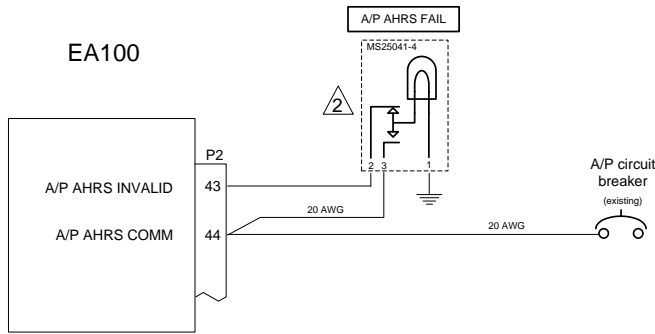 A/P AHRS FAIL
MS25041-4
EA100
2
2 3 1
P2
A/P AHRS INVALID 43
A/P AHRS COMM 44
20 AWG
20 AWG
A/P circuit
breaker
(existing)